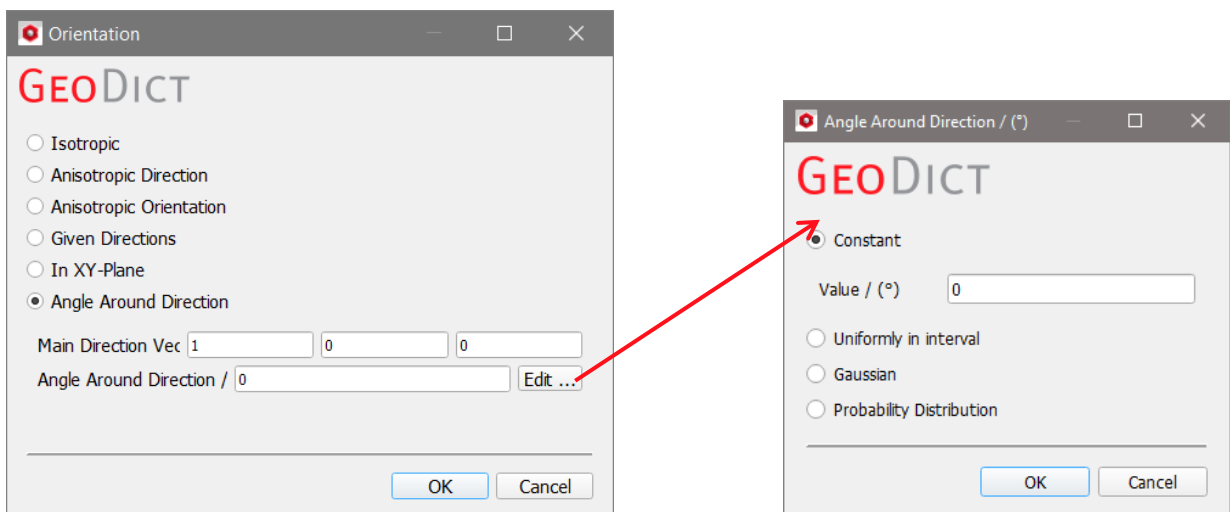 Orientation
GEODICT
Isotropic
Anisotropic Direction
Anisotropic Orientation
Given Directions
In XY-Plane
Angle Around Direction
Main Direction Vec 1 0 0
Angle Around Direction / 0 Edit ...
OK Cancel
Angle Around Direction / (°)
GEODICT
Constant
Value / (°) 0
Uniformly in interval
Gaussian
Probability Distribution
OK Cancel